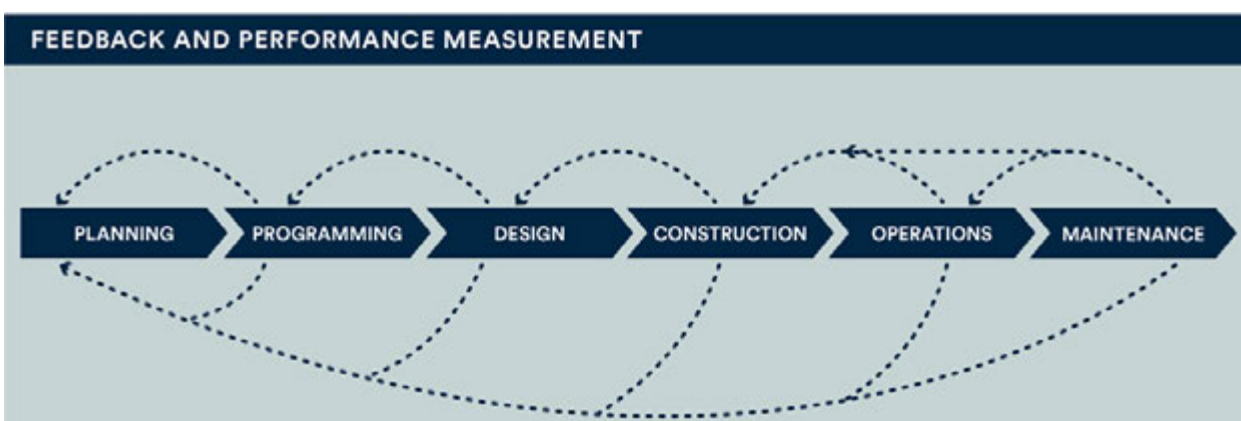 FEEDBACK AND PERFORMANCE MEASUREMENT
PLANNING PROGRAMMING DESIGN CONSTRUCTION OPERATIONS MAINTENANCE